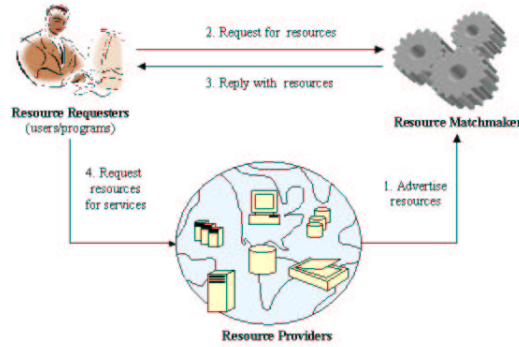 2. Request for resources
3. Reply with resources
Resource Requesters
(users/programs)
Resource Matchmaker
4. Request
resources
for services
1. Advertise
resources
Resource Providers